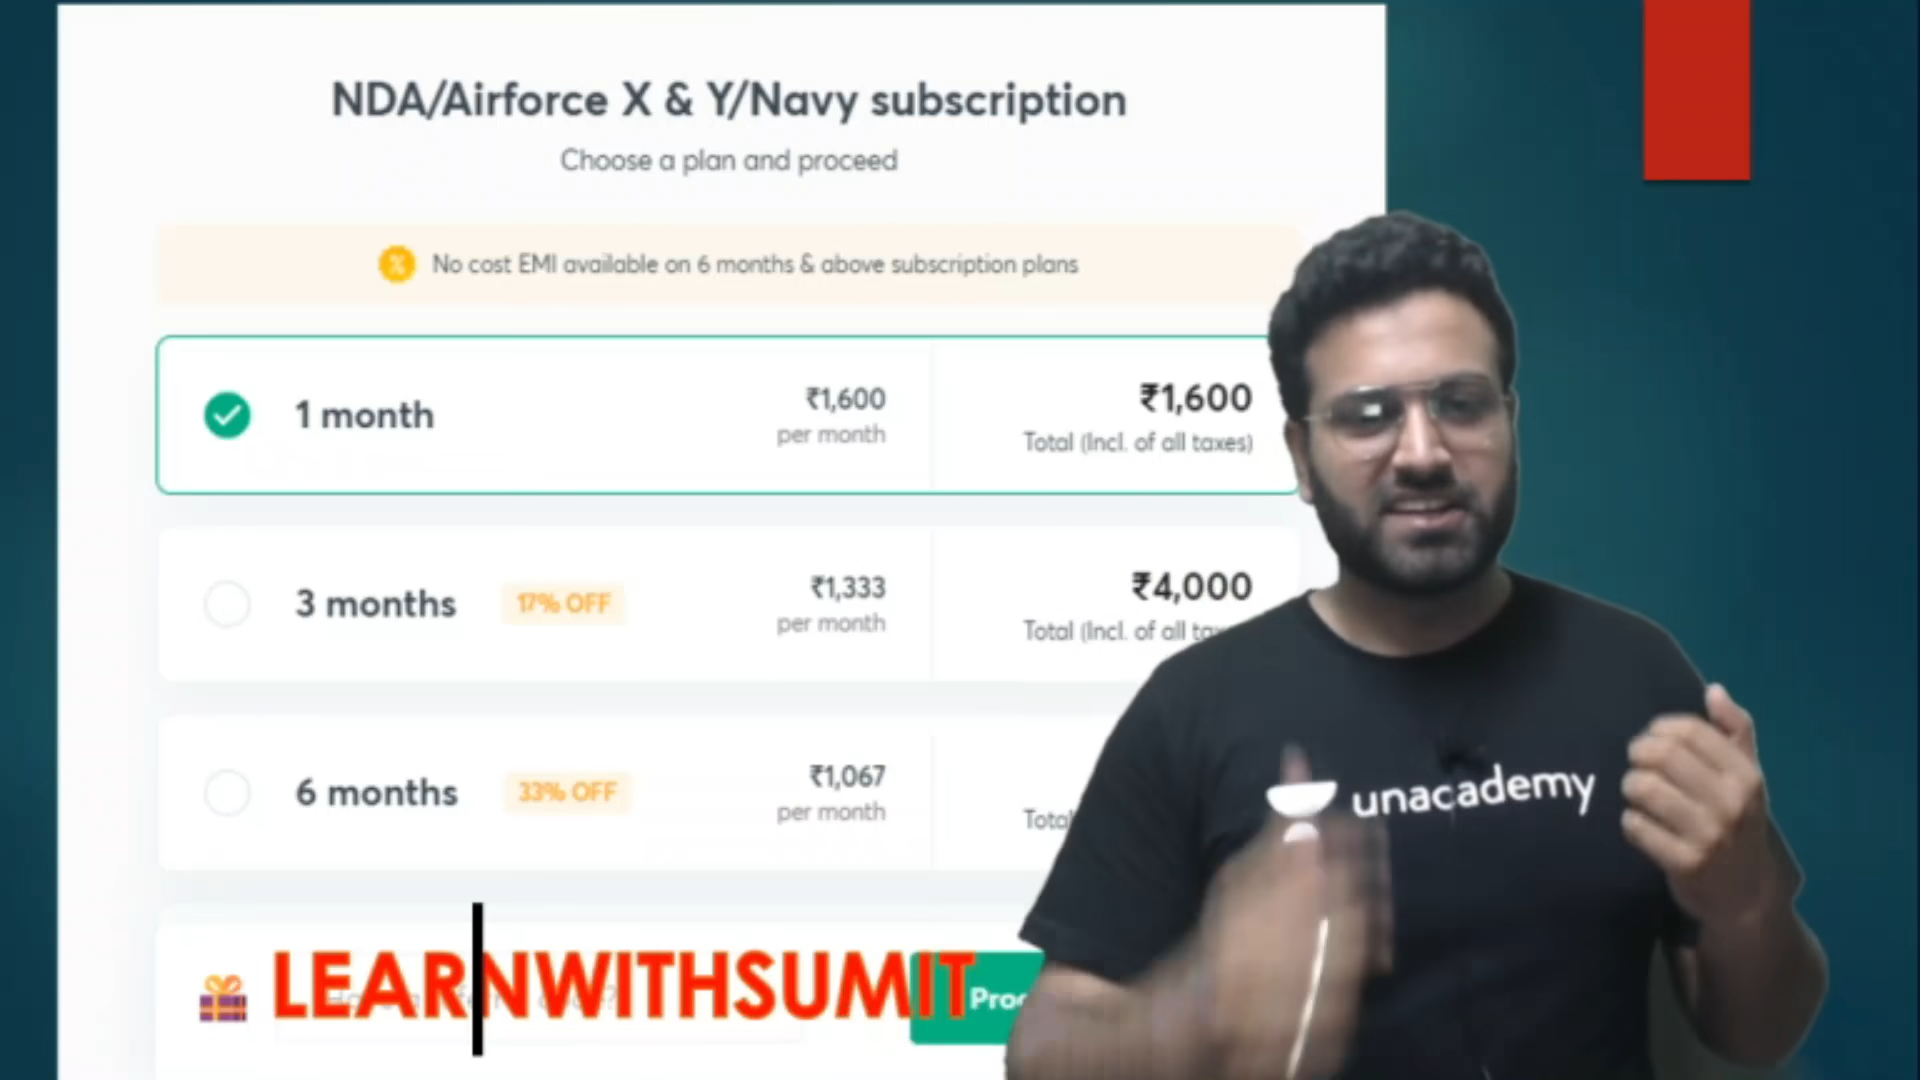 NDA/Airforce X & Y/Navy subscription
Choose a plan and proceed
No cost EMI available on 6 months & above subscription plans
1 month
₹1,600
per month
₹1,600
Total (Incl. of all taxes)
3 months
17% OFF
₹1,333
per month
₹4,000
Total (Incl. of all
6 months
33% OFF
₹1,067
per month
Total
LEARNWITHSUMIT
unacademy